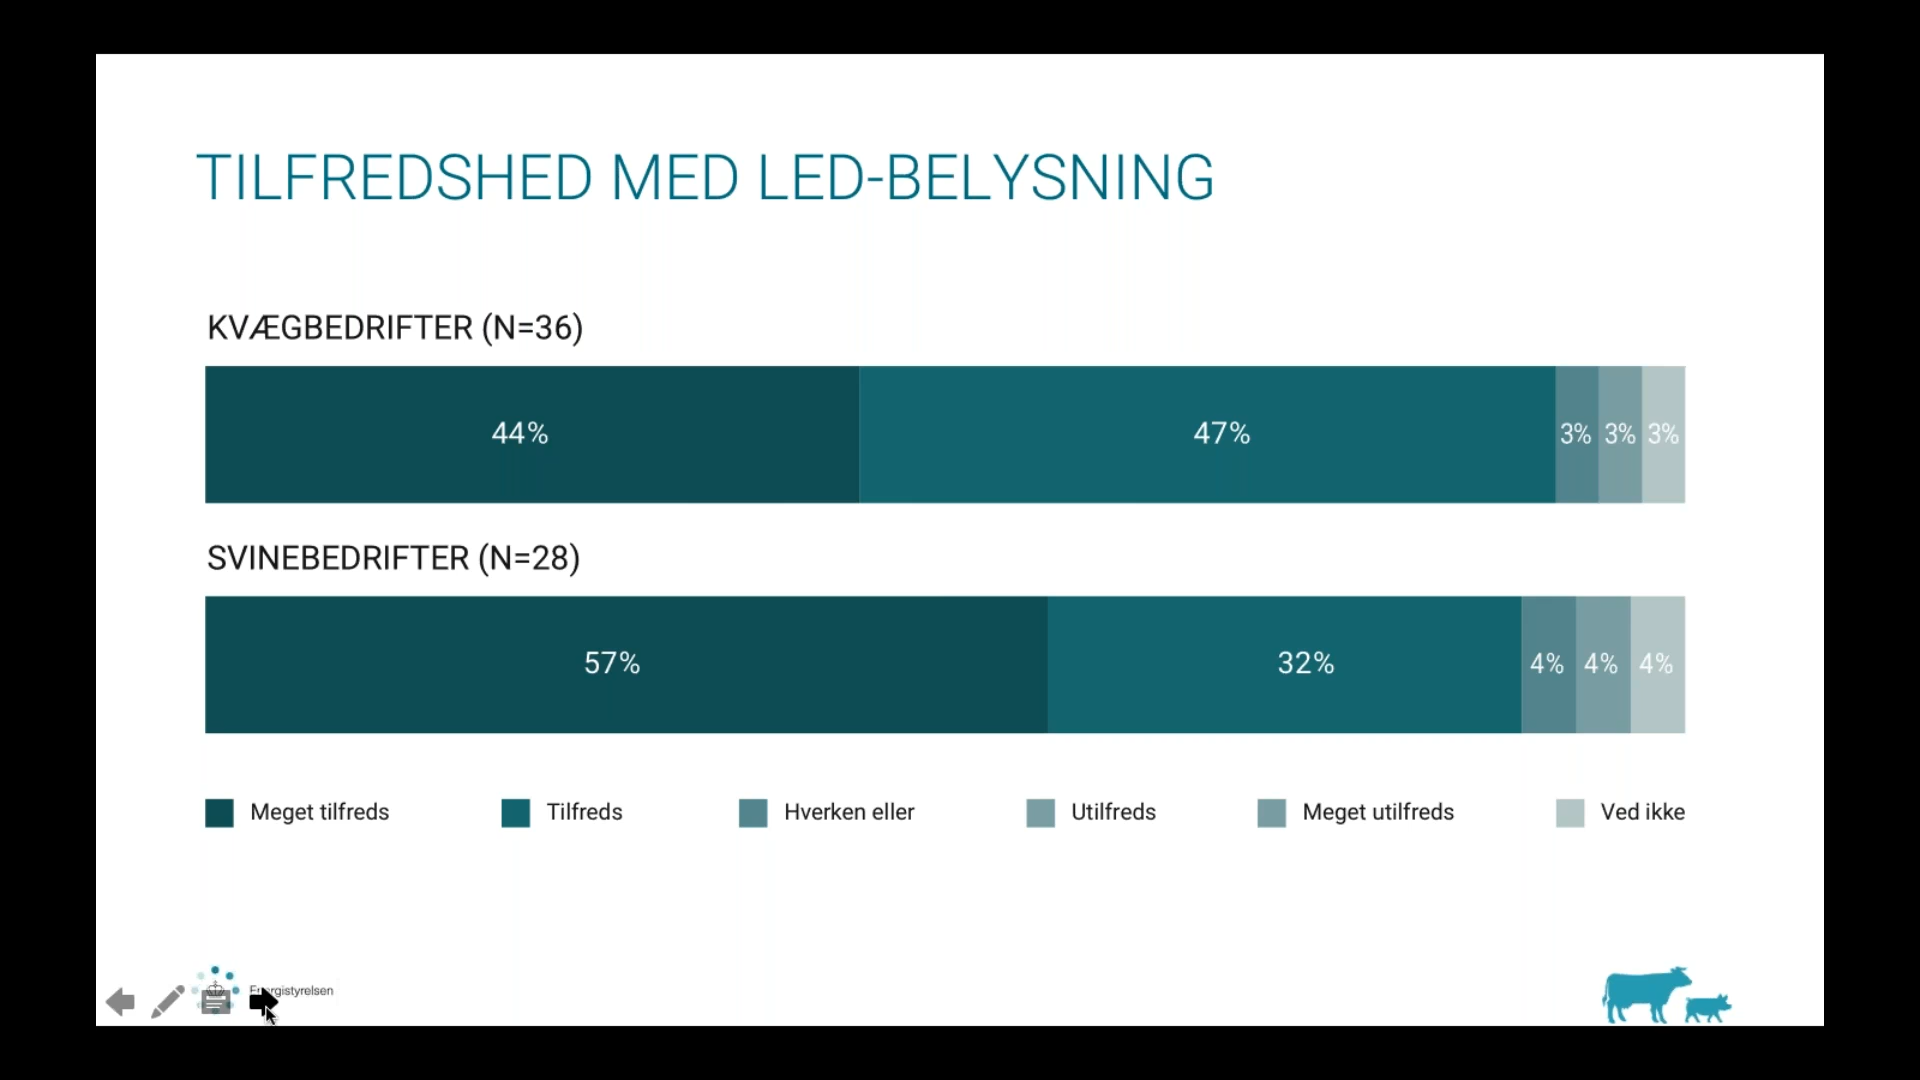 TILFREDSHED MED LED-BELYSNING
KVÆGBEDRIFTER (N=36)
44% 47% 3% 3% 3%
SVINEBEDRIFTER (N=28)
57% 32% 4% 4% 4%
Meget tilfreds Tilfreds Hverken eller Utilfreds Meget utilfreds Ved ikke
Energistyrelsen